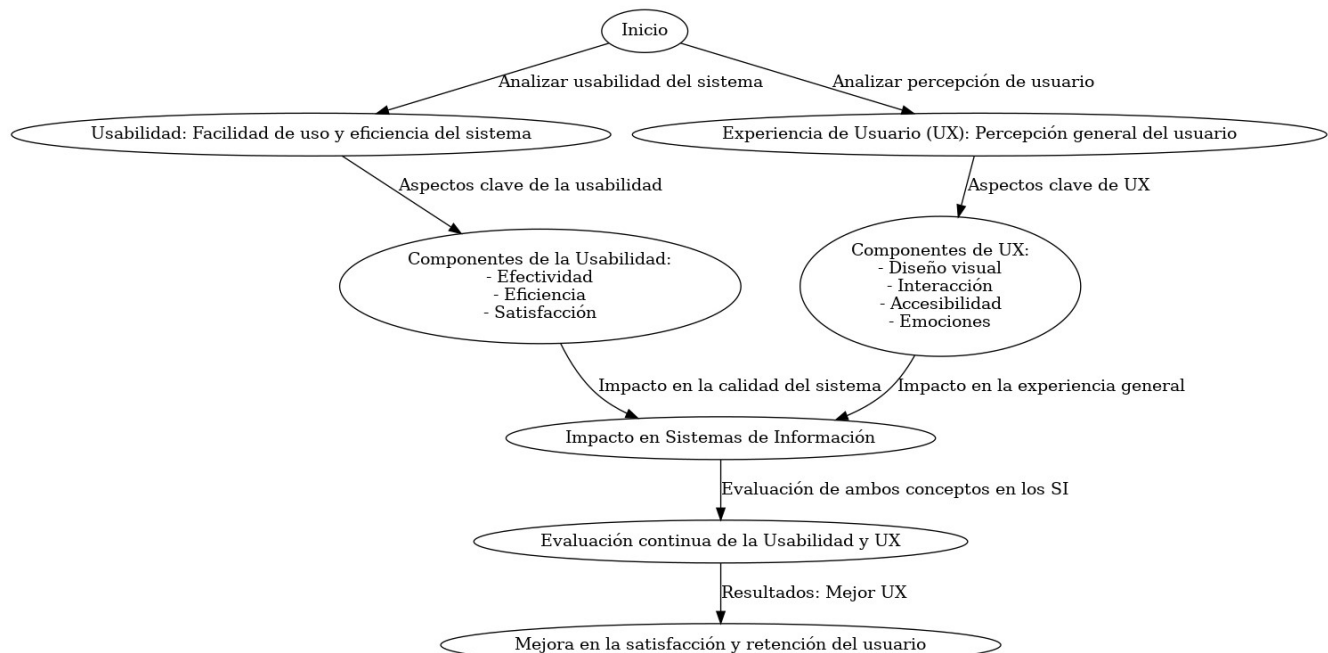 Inicio
Analizar usabilidad del sistema
Analizar percepción de usuario
Usabilidad: Facilidad de uso y eficiencia del sistema
Experiencia de Usuario (UX): Percepción general del usuario
Aspectos clave de la usabilidad
Aspectos clave de UX
Componentes de la Usabilidad:
- Efectividad
- Eficiencia
- Satisfacción
Componentes de UX:
- Diseño visual
- Interacción
- Accesibilidad
- Emociones
Impacto en la calidad del sistema
Impacto en la experiencia general
Impacto en Sistemas de Información
Evaluación de ambos conceptos en los SI
Evaluación continua de la Usabilidad y UX
Resultados: Mejor UX
Mejora en la satisfacción y retención del usuario